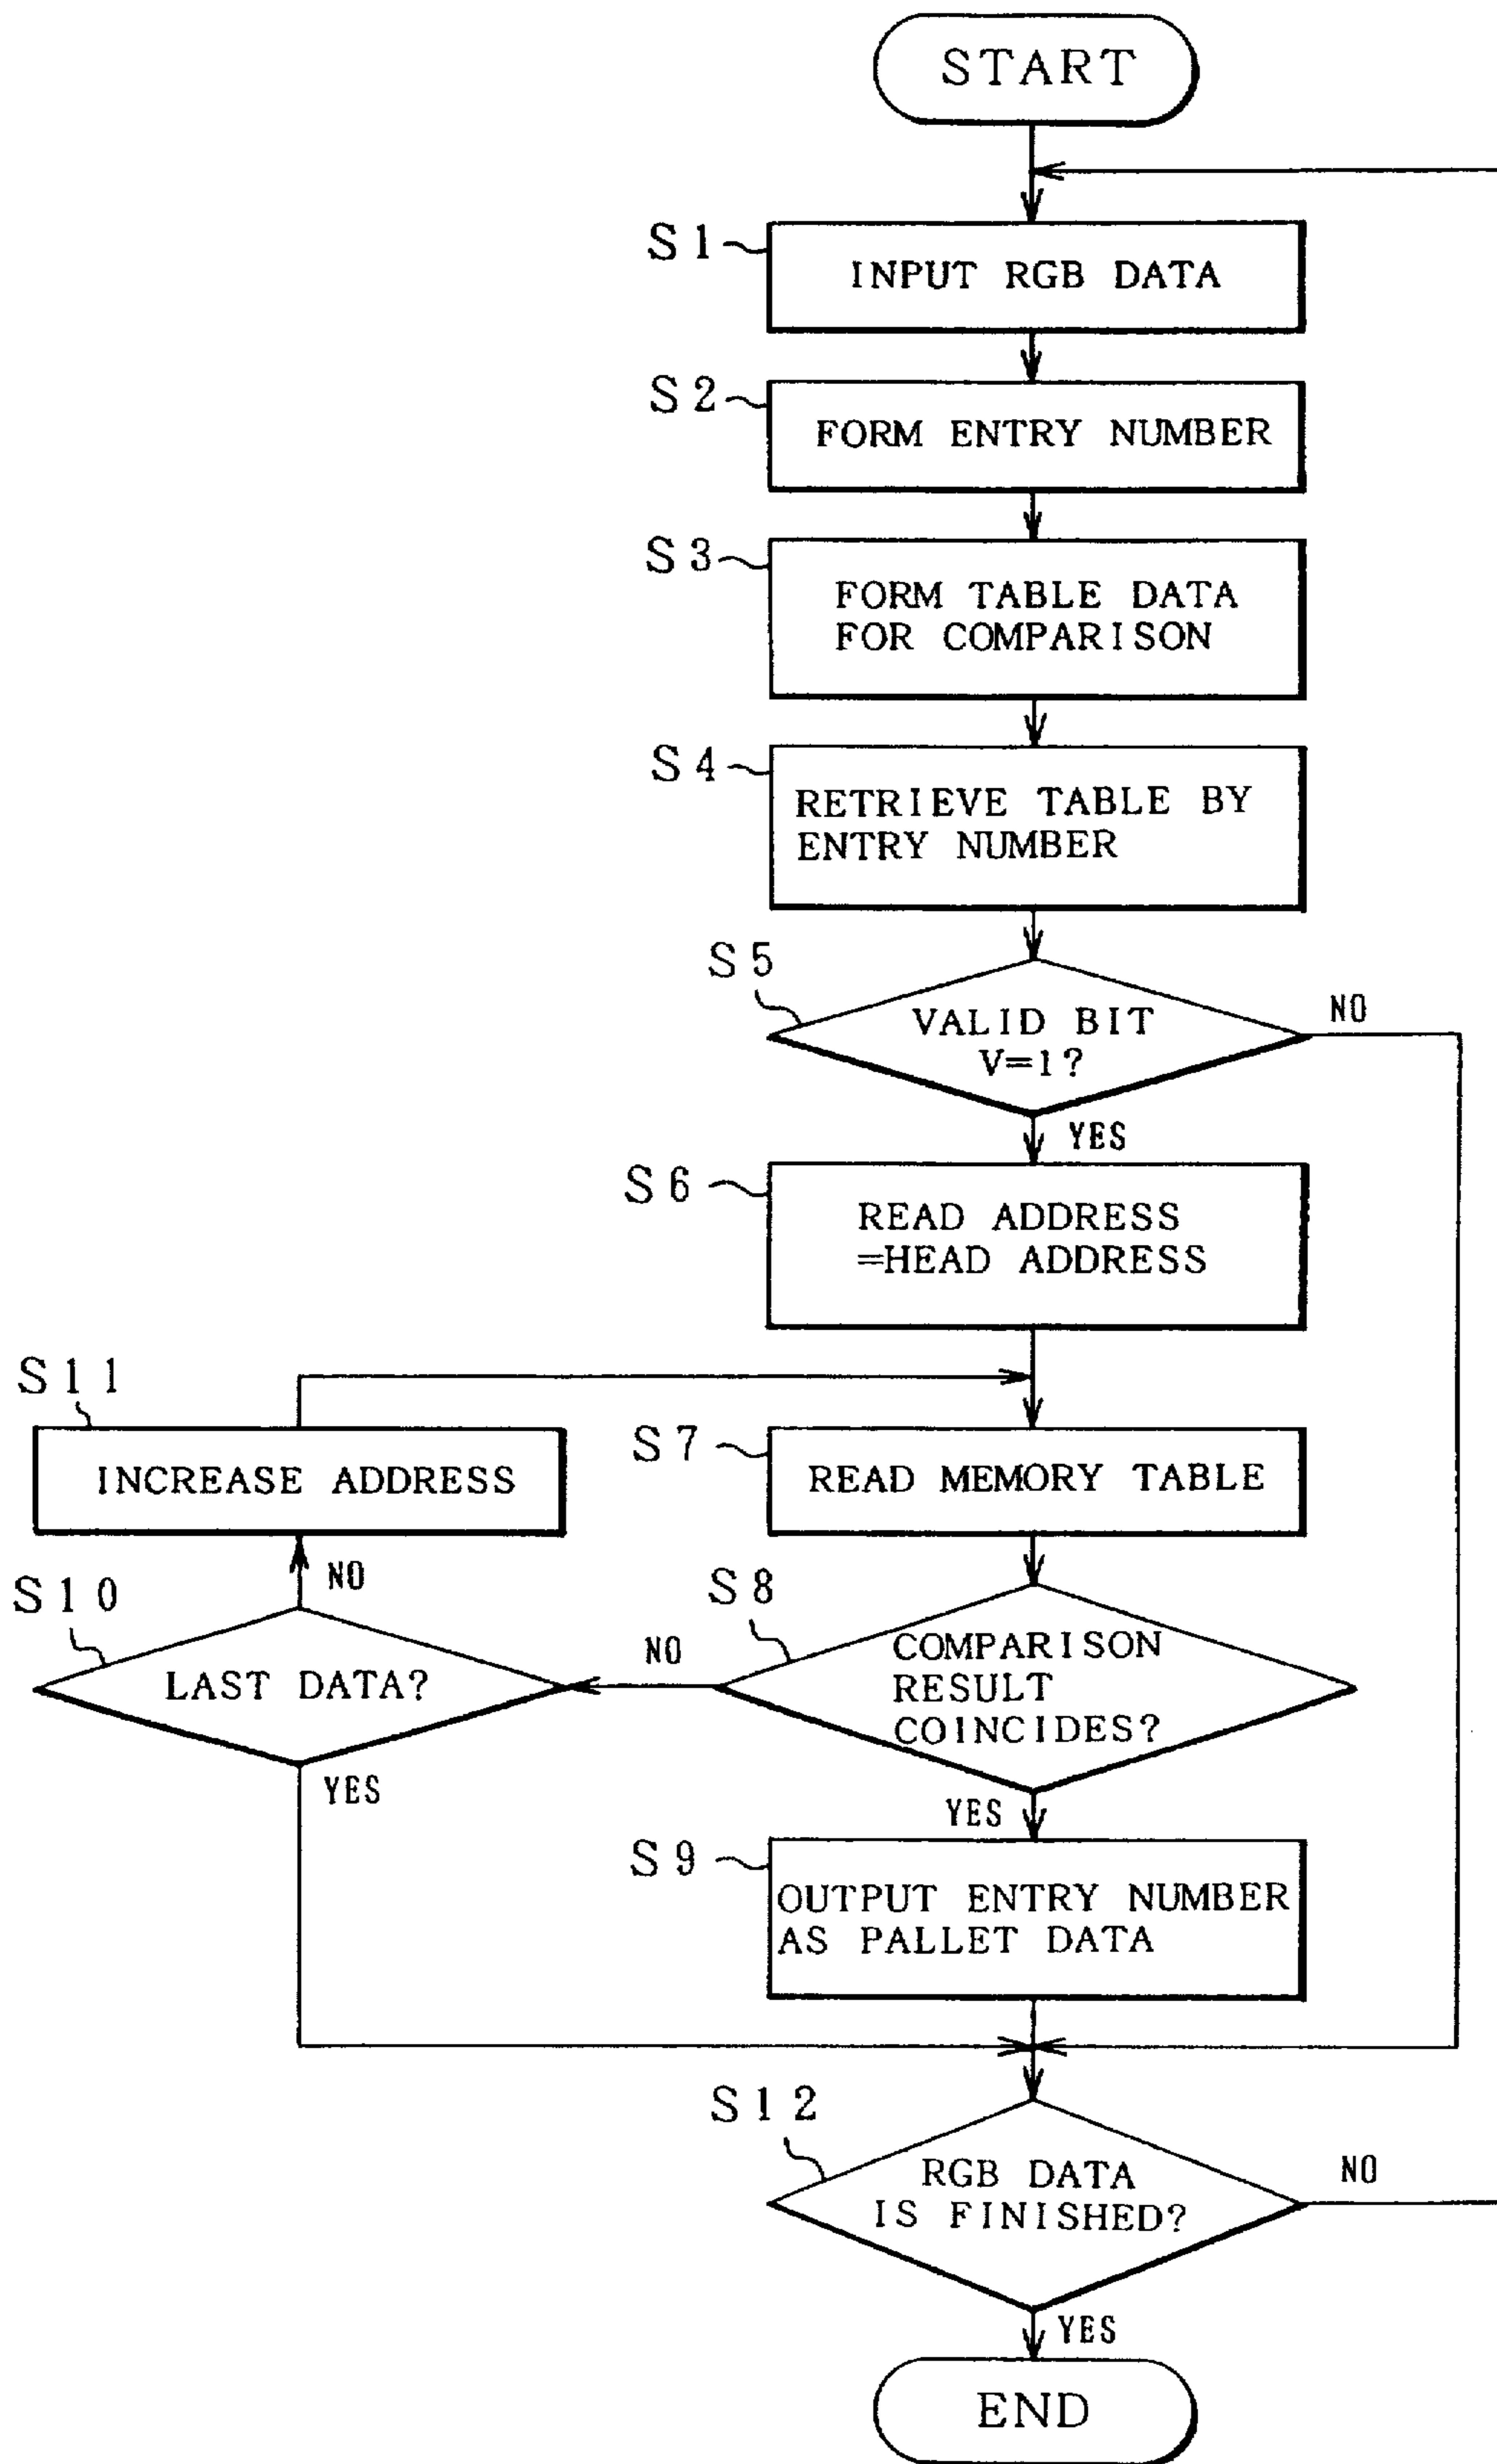 START
S1
INPUT RGB DATA
S2
FORM ENTRY NUMBER
S3
FORM TABLE DATA
FOR COMPARISON
S4
RETRIEVE TABLE BY
ENTRY NUMBER
S5
VALID BIT
V=1?
NO
YES
S6
READ ADDRESS
=HEAD ADDRESS
S11
INCREASE ADDRESS
S7
READ MEMORY TABLE
NO
S10
LAST DATA?
YES
S8
COMPARISON
RESULT
COINCIDES?
NO
YES
S9
OUTPUT ENTRY NUMBER
AS PALLET DATA
S12
RGB DATA
IS FINISHED?
NO
YES
END